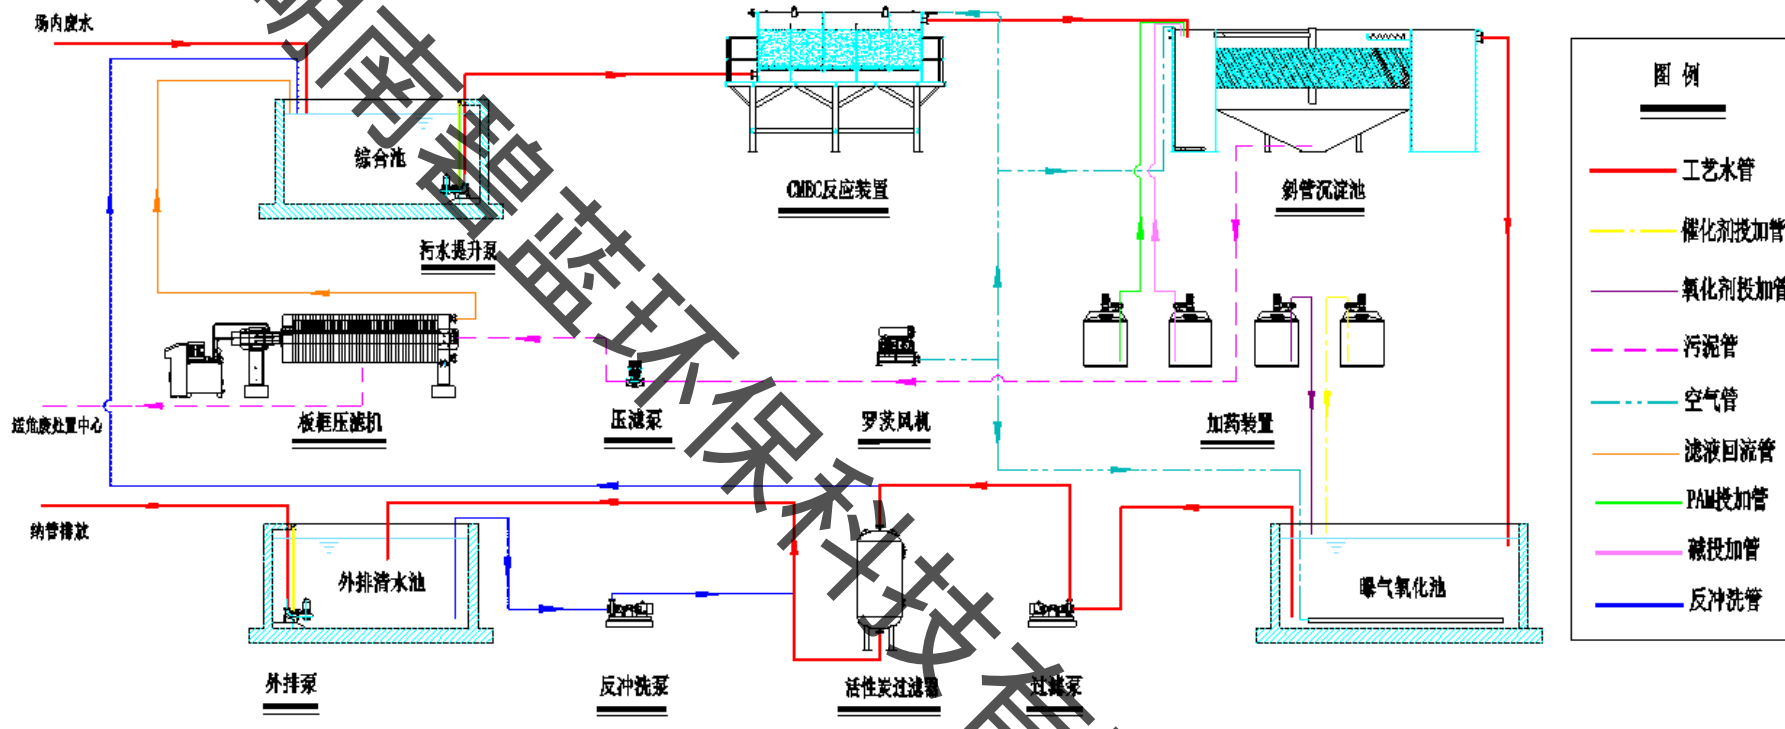 场内废水
综合池
污水提升泵
CMEC反应装置
斜管沉淀池
送危废处置中心
板框压滤机
压滤泵
罗茨风机
加药装置
纳管排放
外排清水池
曝气氧化池
外排泵
反冲洗泵
活性炭过滤器
过滤泵
图例
工艺水管
催化剂投加管
氧化剂投加管
污泥管
空气管
滤液回流管
PAM投加管
碱投加管
反冲洗管
湖南碧蓝环保科技有